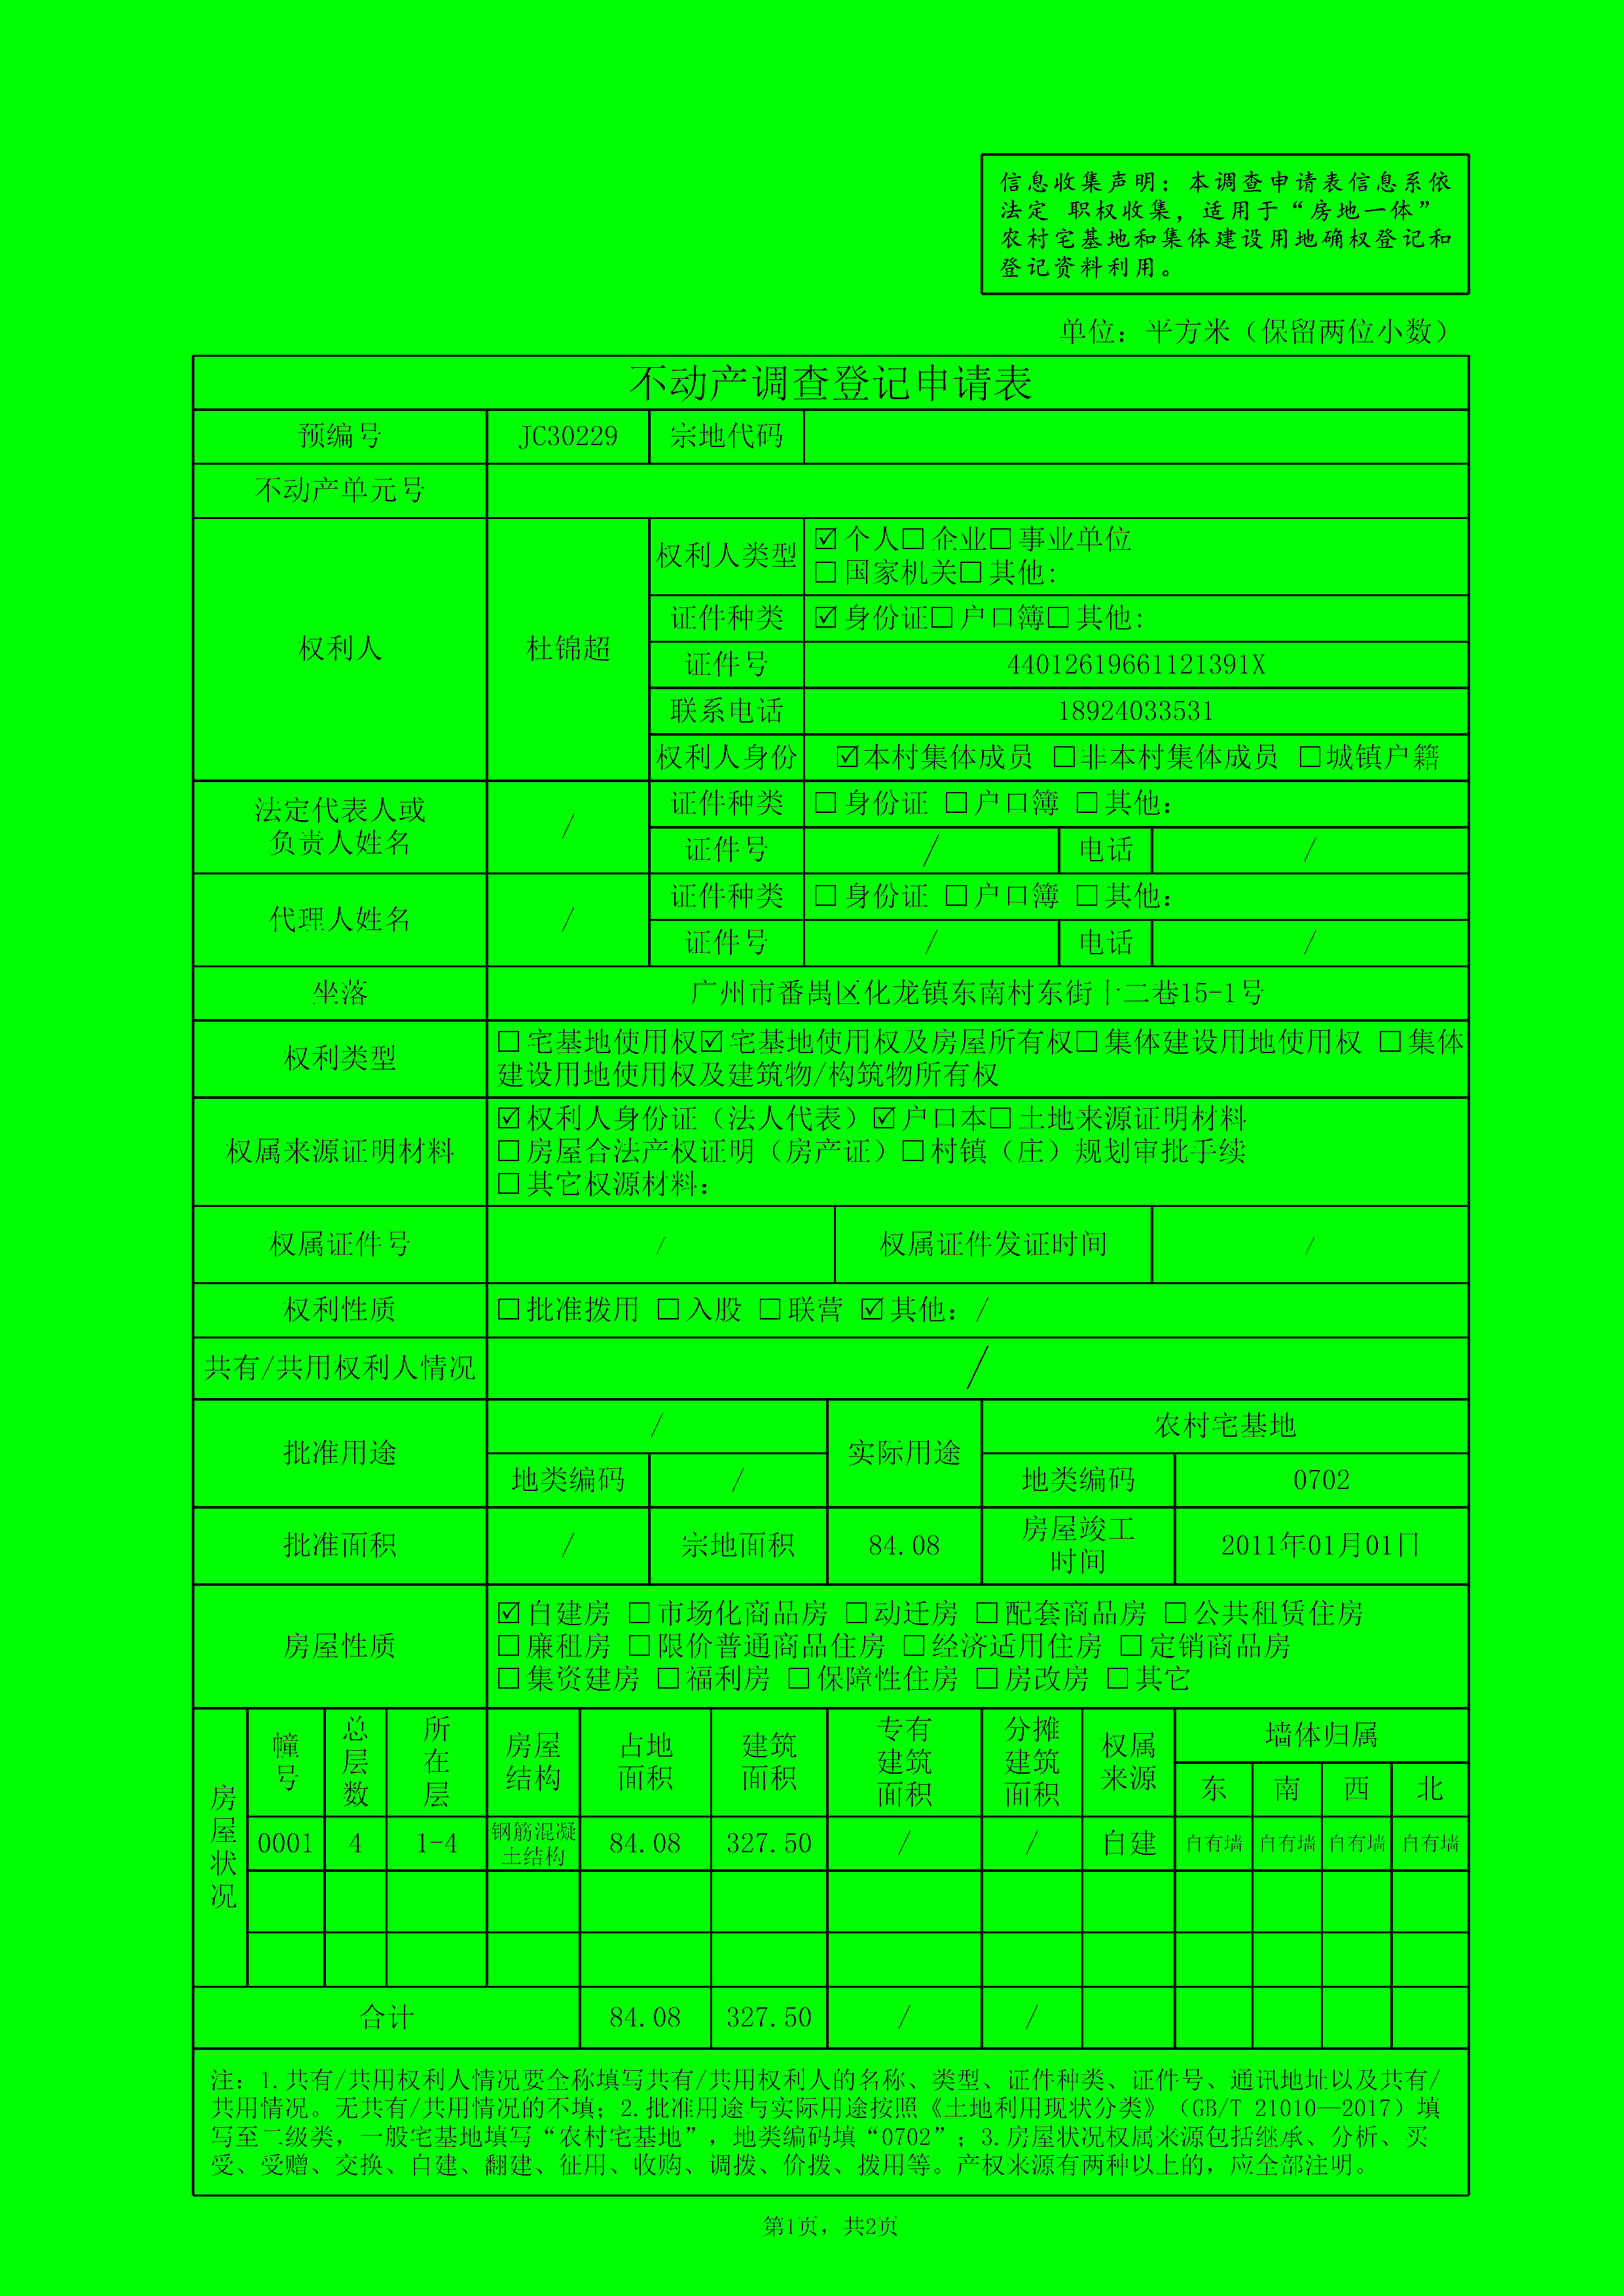 信息收集声明：本调查申请表信息系依
法定 职权收集，适用于“房地一体”
农村宅基地和集体建设用地确权登记和
登记资料利用。
单位：平方米（保留两位小数）
不动产调查登记申请表
预编号 JC30229 宗地代码
不动产单元号
权利人 杜锦超
权利人类型 ☑个人□企业□事业单位
□国家机关□其他:
证件种类 ☑身份证□户口簿□其他:
证件号 44012619661121391X
联系电话 18924033531
权利人身份 ☑本村集体成员 □非本村集体成员 □城镇户籍
法定代表人或
负责人姓名 /
证件种类 □身份证 □户口簿 □其他:
证件号 / 电话 /
代理人姓名 /
证件种类 □身份证 □户口簿 □其他:
证件号 / 电话 /
坐落 广州市番禺区化龙镇东南村东街十二巷15-1号
权利类型 □宅基地使用权☑宅基地使用权及房屋所有权□集体建设用地使用权 □集体
建设用地使用权及建筑物/构筑物所有权
权属来源证明材料 ☑权利人身份证（法人代表）☑户口本□土地来源证明材料
□房屋合法产权证明（房产证）□村镇（庄）规划审批手续
□其它权源材料:
权属证件号 / 权属证件发证时间 /
权利性质 □批准拨用 □入股 □联营 ☑其他: /
共有/共用权利人情况 /
批准用途 / 实际用途 农村宅基地
地类编码 / 地类编码 0702
批准面积 / 宗地面积 84.08 房屋竣工
时间 2011年01月01日
房屋性质 ☑自建房 □市场化商品房 □动迁房 □配套商品房 □公共租赁住房
□廉租房 □限价普通商品住房 □经济适用住房 □定销商品房
□集资建房 □福利房 □保障性住房 □房改房 □其它
房屋状况
幢号 总层数 所在层 房屋结构 占地面积 建筑面积 专有建筑面积 分摊建筑面积 权属来源 墙体归属
东 南 西 北
0001 4 1-4 钢筋混凝土结构 84.08 327.50 / / 自建 自有墙 自有墙 自有墙 自有墙
合计 84.08 327.50 / /
注：1.共有/共用权利人情况要全称填写共有/共用权利人的名称、类型、证件种类、证件号、通讯地址以及共有/
共用情况。无共有/共用情况的不填；2.批准用途与实际用途按照《土地利用现状分类》（GB/T 21010—2017）填
写至二级类，一般宅基地填写“农村宅基地”，地类编码填“0702”；3.房屋状况权属来源包括继承、分析、买
受、受赠、交换、自建、翻建、征用、收购、调拨、价拨、拨用等。产权来源有两种以上的，应全部注明。
第1页，共2页